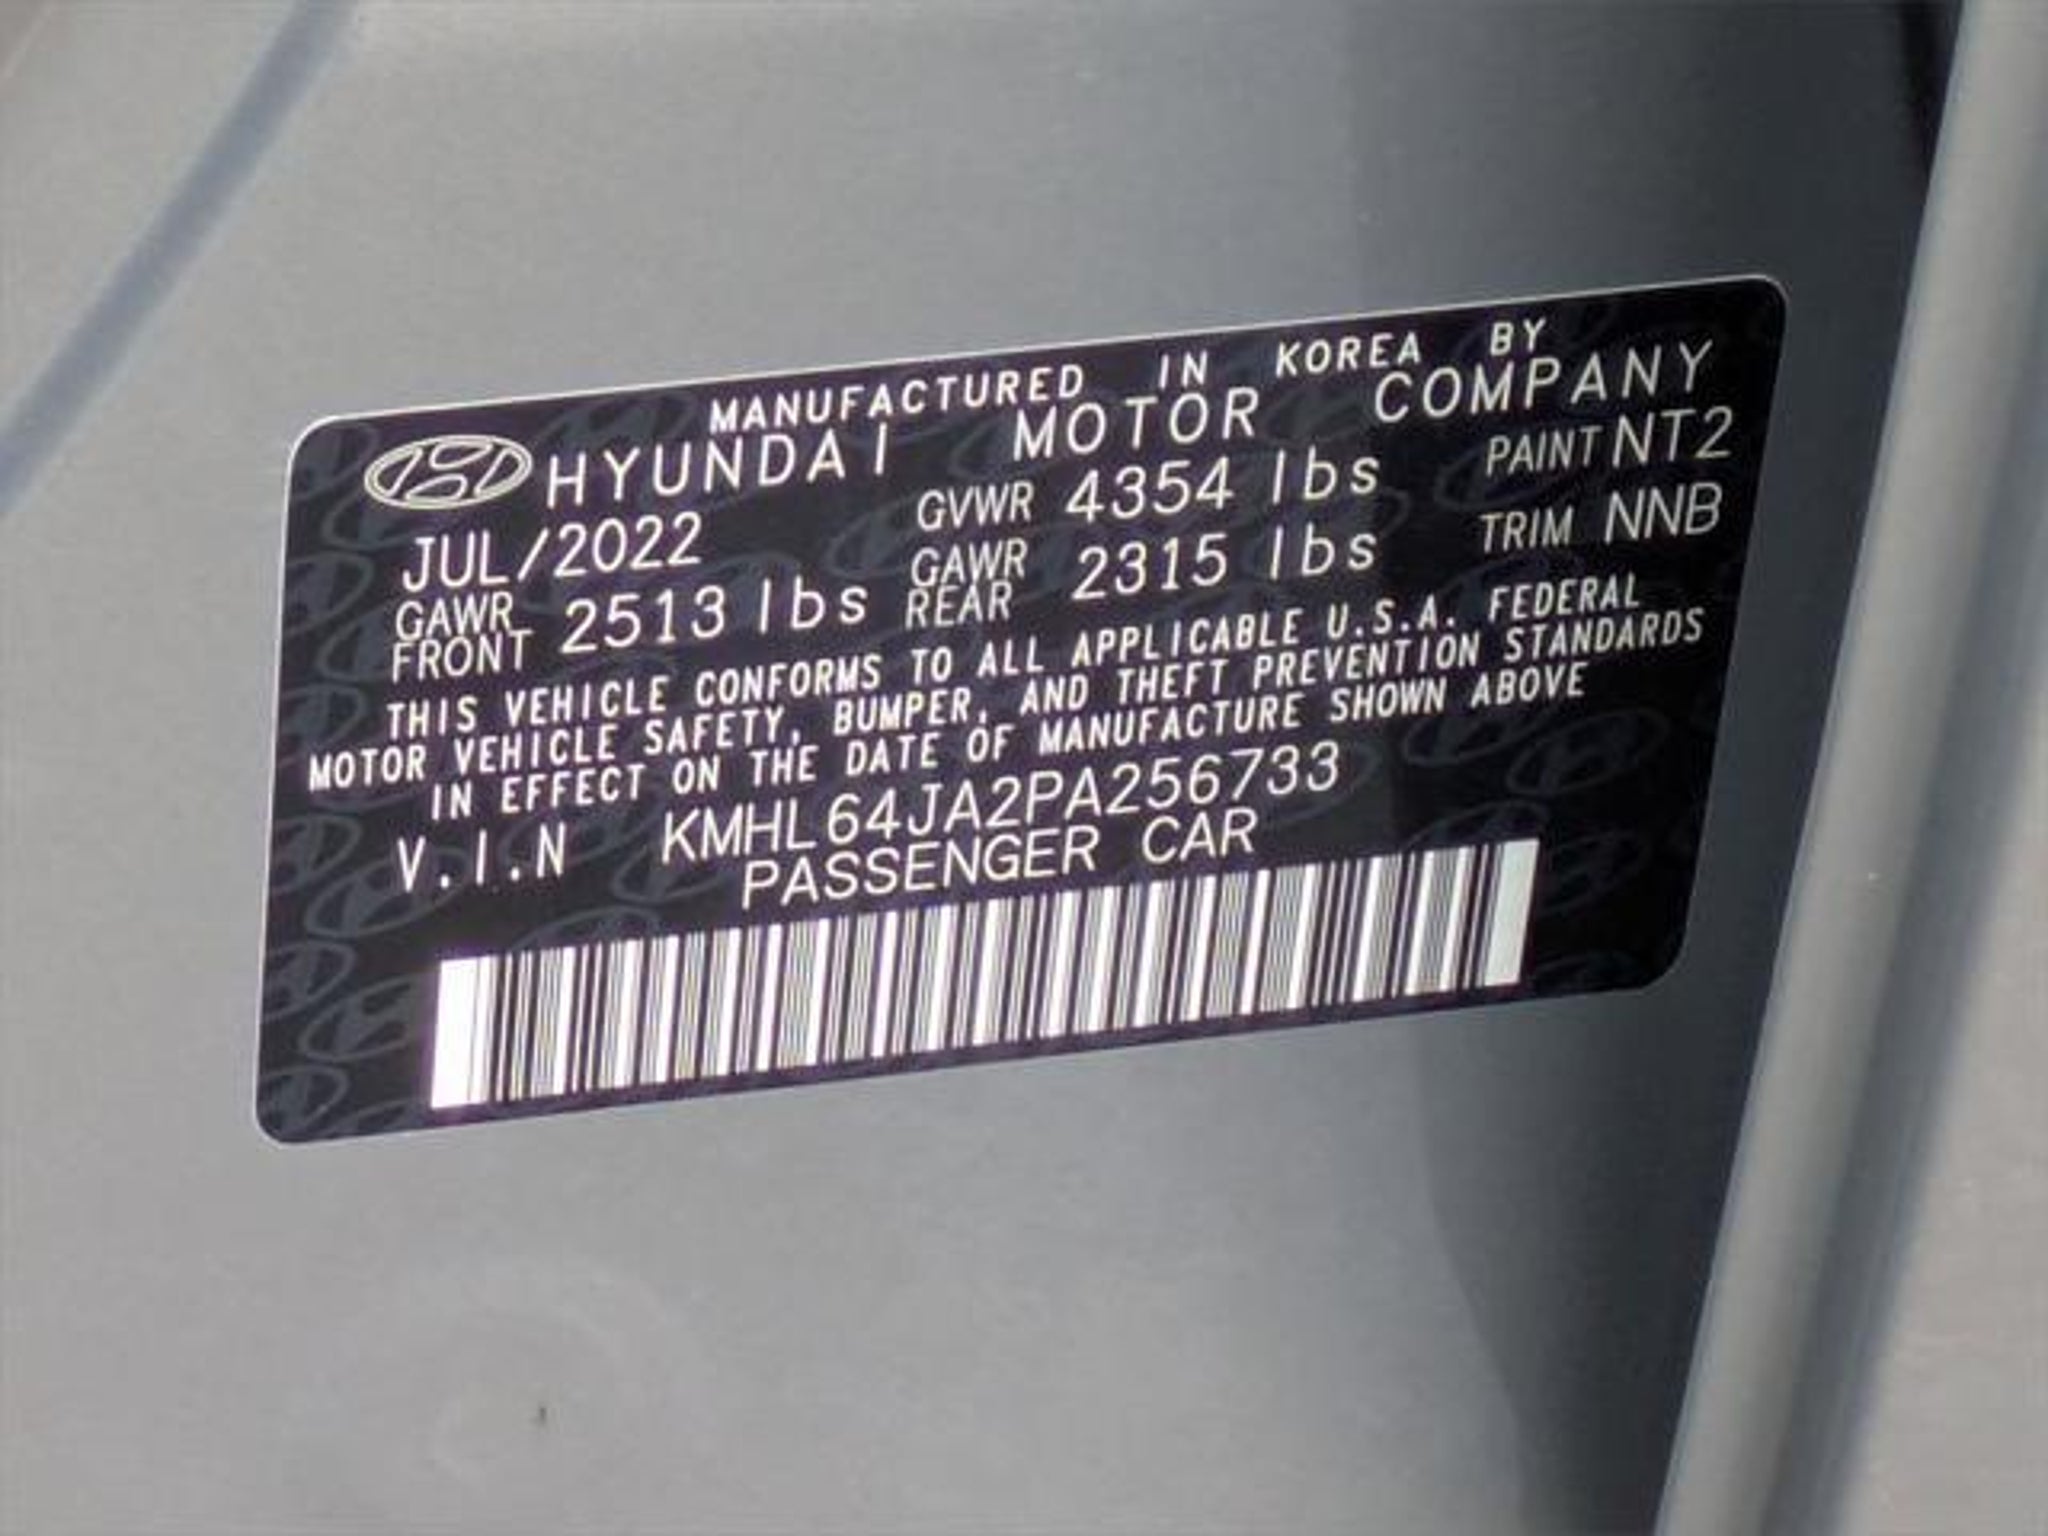 MANUFACTURED IN KOREA BY
HYUNDAI MOTOR COMPANY
JUL/2022 GVWR 4354 lbs PAINT NT2
GAWR FRONT 2513 lbs GAWR REAR 2315 lbs TRIM NNB
THIS VEHICLE CONFORMS TO ALL APPLICABLE U.S.A. FEDERAL
MOTOR VEHICLE SAFETY, BUMPER, AND THEFT PREVENTION STANDARDS
IN EFFECT ON THE DATE OF MANUFACTURE SHOWN ABOVE
V.I.N KMHL64JA2PA256733
PASSENGER CAR